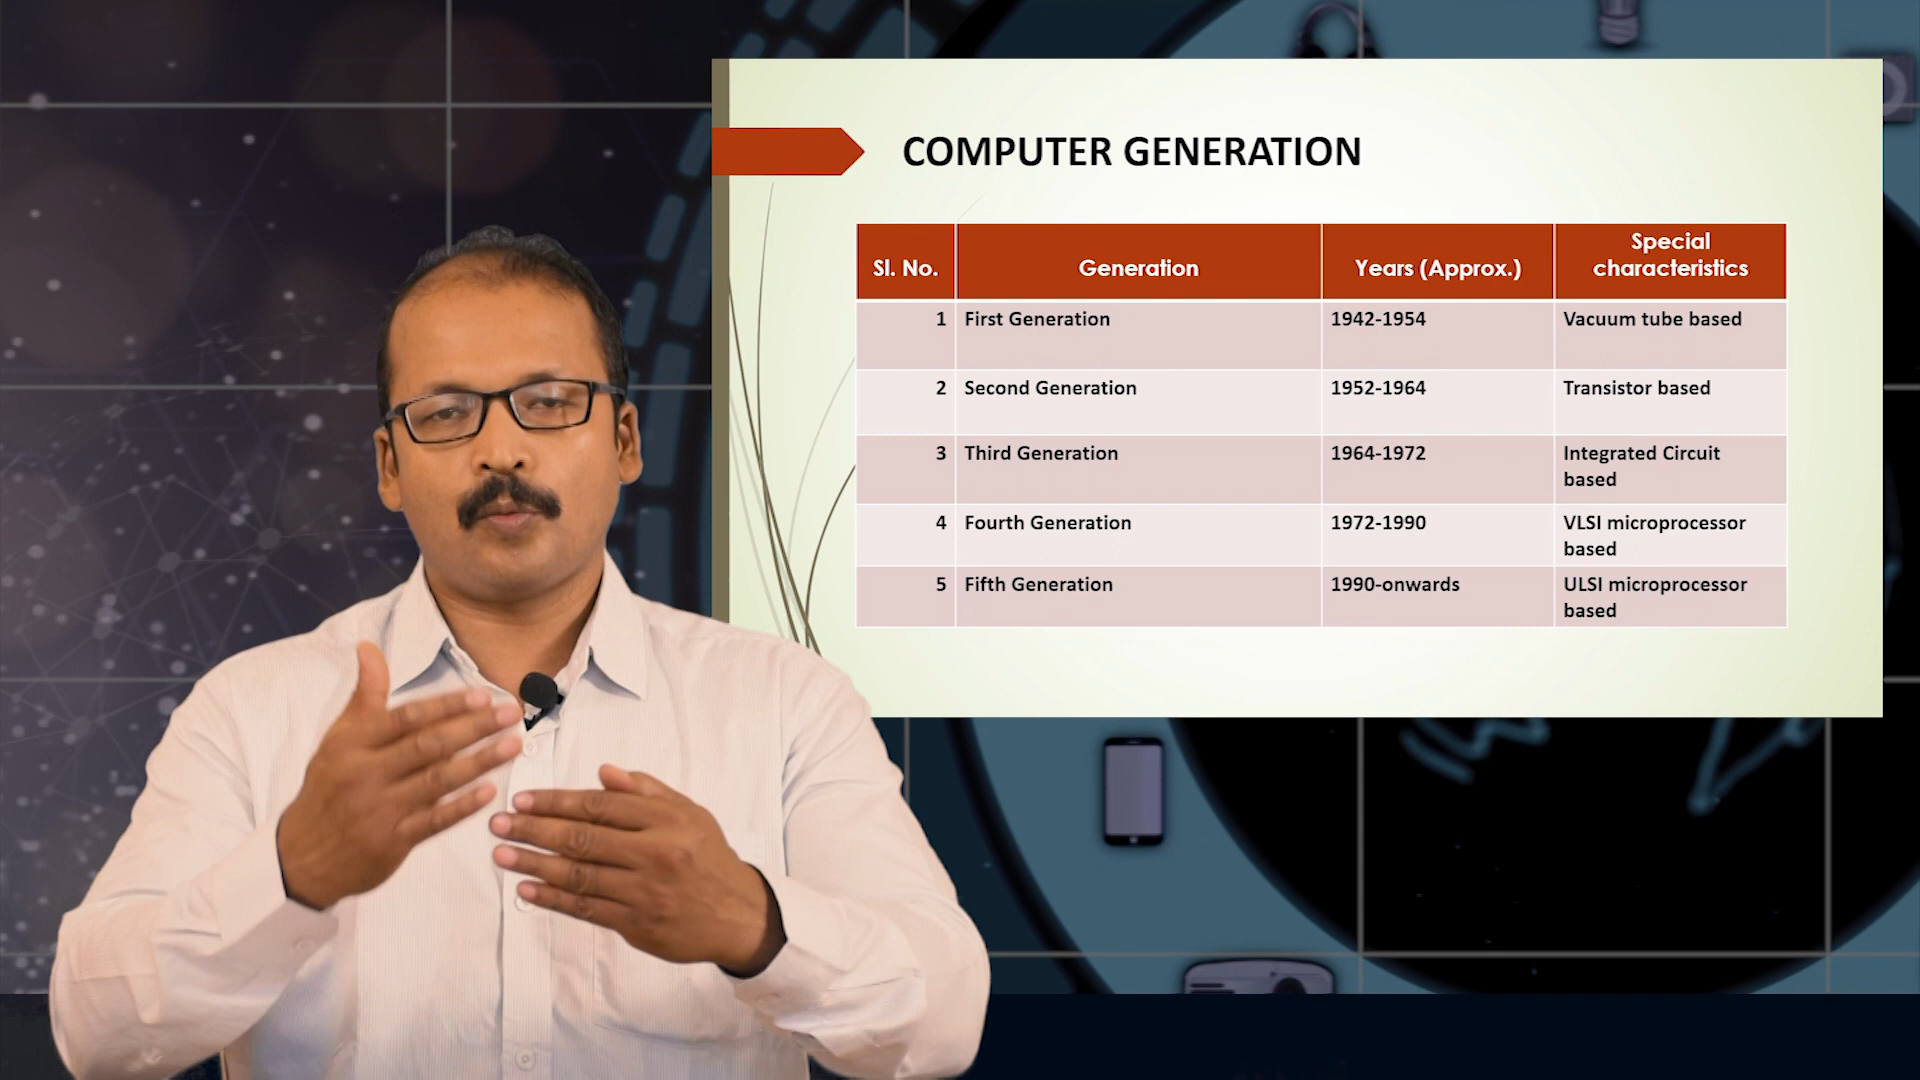 COMPUTER GENERATION
Sl. No. Generation Years (Approx.) Special characteristics
1 First Generation 1942-1954 Vacuum tube based
2 Second Generation 1952-1964 Transistor based
3 Third Generation 1964-1972 Integrated Circuit based
4 Fourth Generation 1972-1990 VLSI microprocessor based
5 Fifth Generation 1990-onwards ULSI microprocessor based